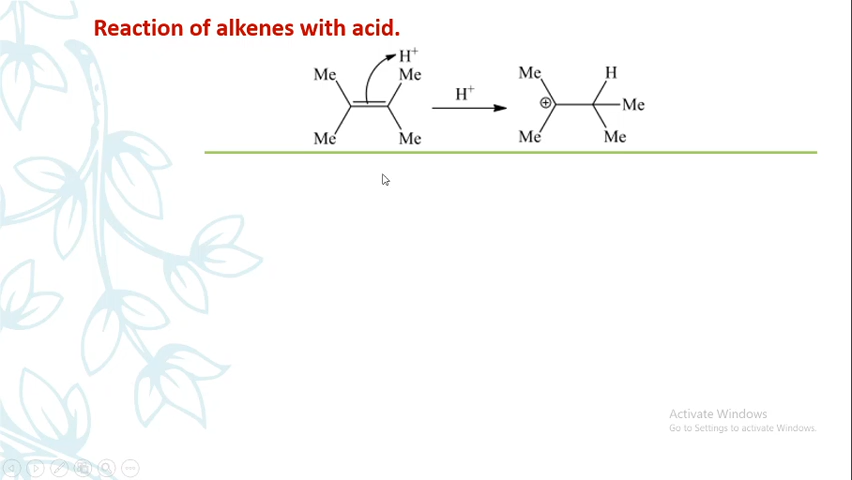 Reaction of alkenes with acid.
H+
Me Me
H+
Me Me
Me H
⊕ Me
Me Me
Activate Windows
Go to Settings to activate Windows.